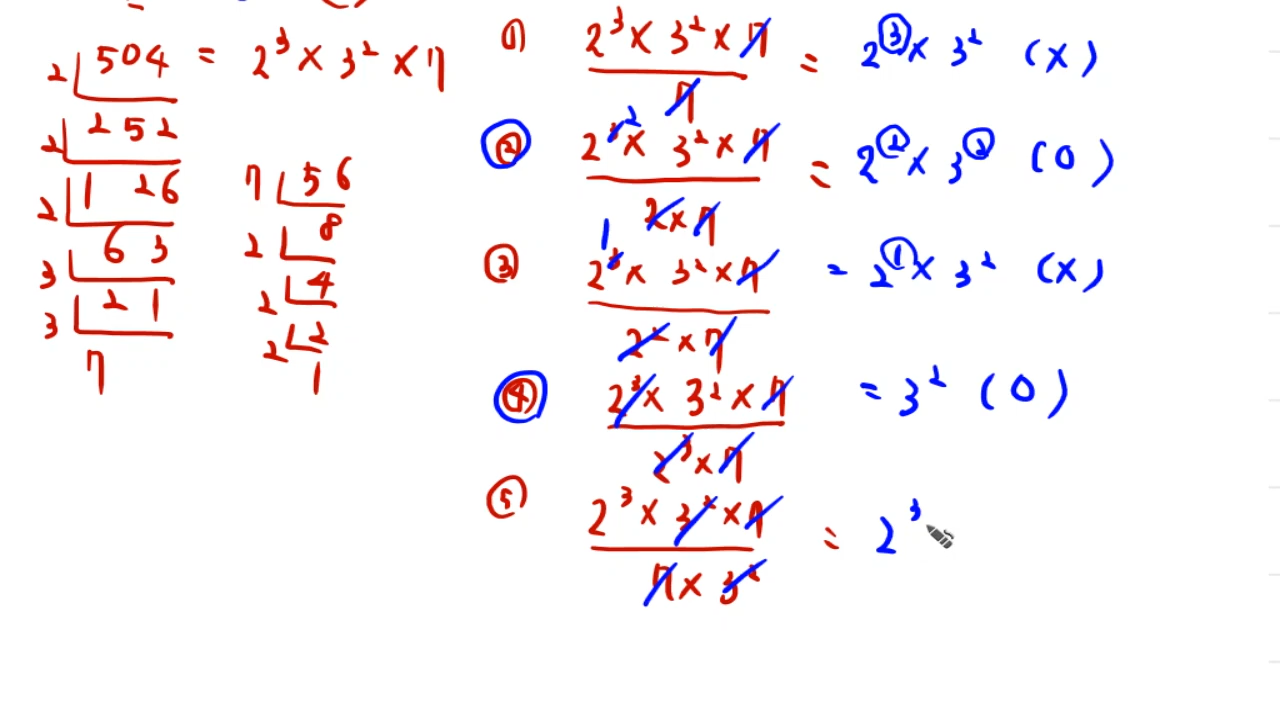 2 | 504 = 2³ × 3² × 7
2 | 252
2 | 126
3 | 63
3 | 21
7
7 | 56
2 | 8
2 | 4
2 | 2
1
① 2³ × 3² × 7 / 7 = 2³ × 3² (×)
② 2³ 2 × 3² × 7 / 2 × 7 = 2² × 3² (O)
③ 1 2³ × 3² × 7 / 2² × 7 = 2¹ × 3² (×)
④ 2³ × 3² × 7 / 2³ × 7 = 3² (O)
⑤ 2³ × 3² × 7 / 7 × 3² = 2³